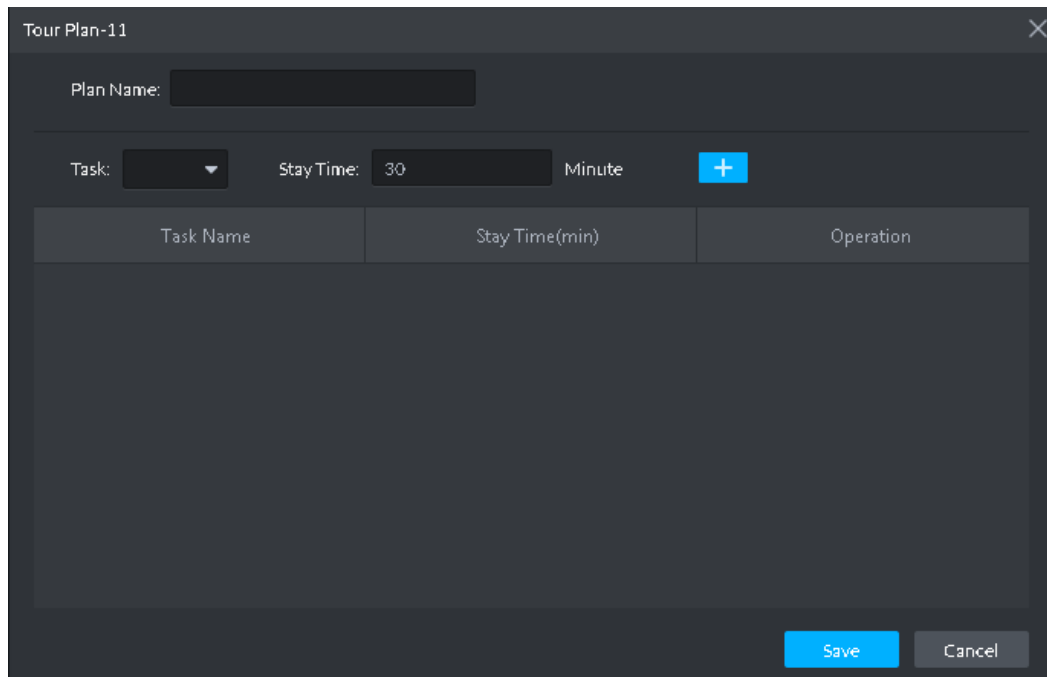 Tour Plan-11
Plan Name:
Task: Stay Time: 30 Minute
Task Name Stay Time(min) Operation
Save Cancel